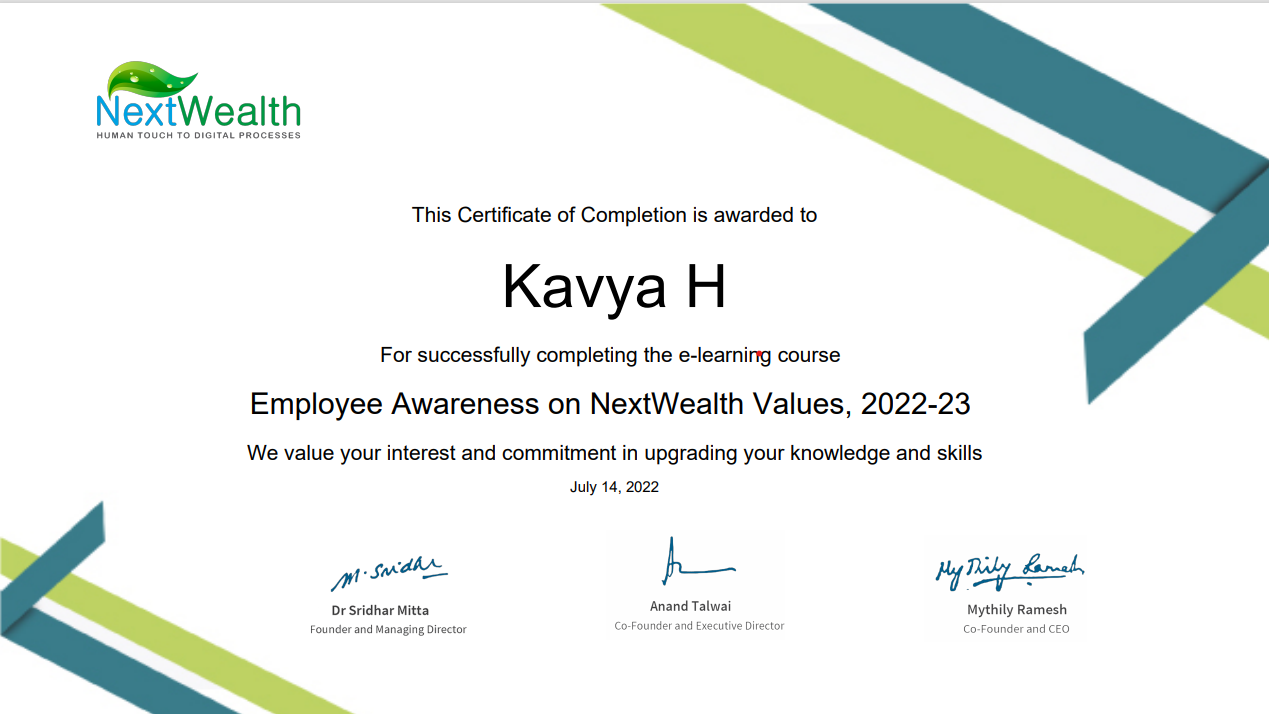 NextWealth
HUMAN TOUCH TO DIGITAL PROCESSES
This Certificate of Completion is awarded to
Kavya H
For successfully completing the e-learning course
Employee Awareness on NextWealth Values, 2022-23
We value your interest and commitment in upgrading your knowledge and skills
July 14, 2022
M. Sridhar
Dr Sridhar Mitta
Founder and Managing Director
Anand Talwai
Co-Founder and Executive Director
Mythily Ramesh
Mythily Ramesh
Co-Founder and CEO